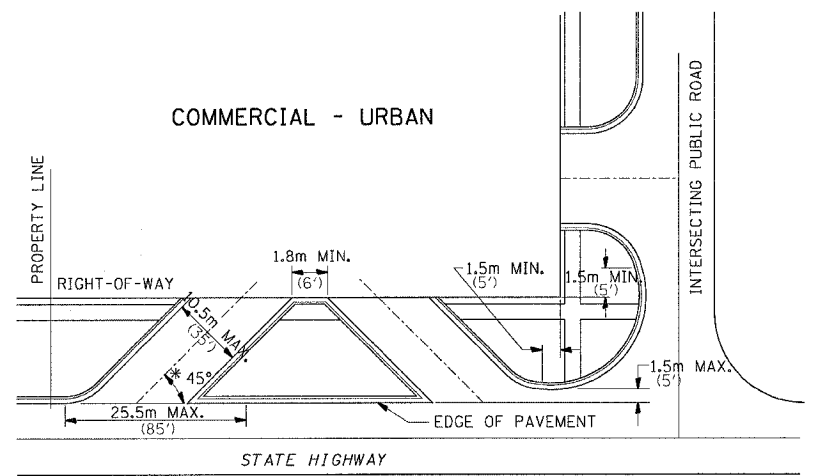 COMMERCIAL - URBAN
PROPERTY LINE
INTERSECTING PUBLIC ROAD
RIGHT-OF-WAY
1.8m MIN.
(6')
1.5m MIN.
(5')
1.5m MIN.
(5')
10.5m MAX.
(35')
* 45°
25.5m MAX.
(85')
1.5m MAX.
(5')
EDGE OF PAVEMENT
STATE HIGHWAY